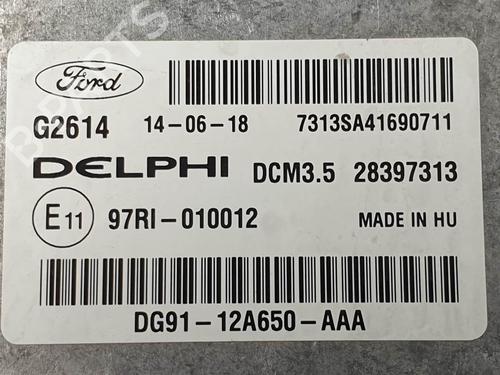 Ford
G2614 14-06-18 7313SA41690711
DELPHI DCM3.5 28397313
E11 97RI-010012 MADE IN HU
DG91-12A650-AAA